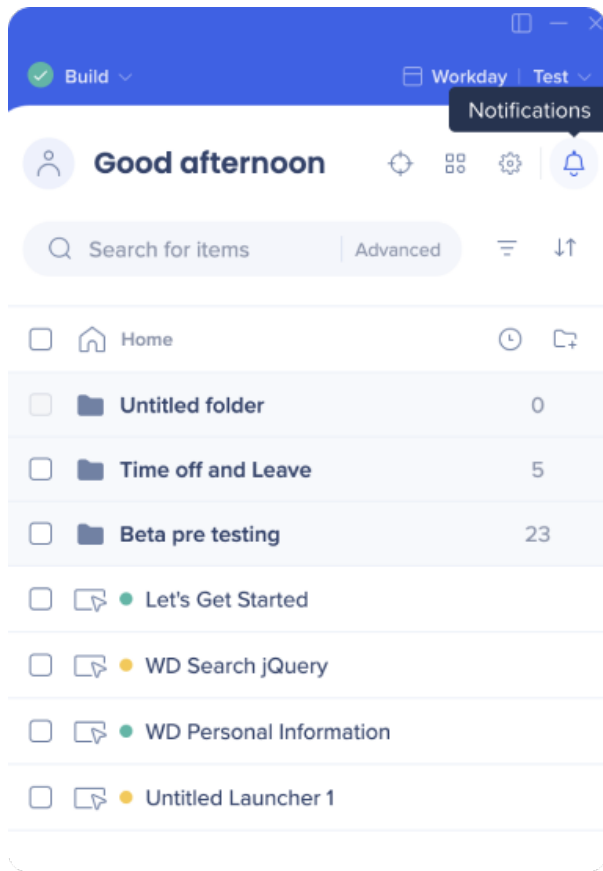 Build
Workday | Test
Notifications
Good afternoon
Search for items
Advanced
Home
Untitled folder 0
Time off and Leave 5
Beta pre testing 23
Let's Get Started
WD Search jQuery
WD Personal Information
Untitled Launcher 1